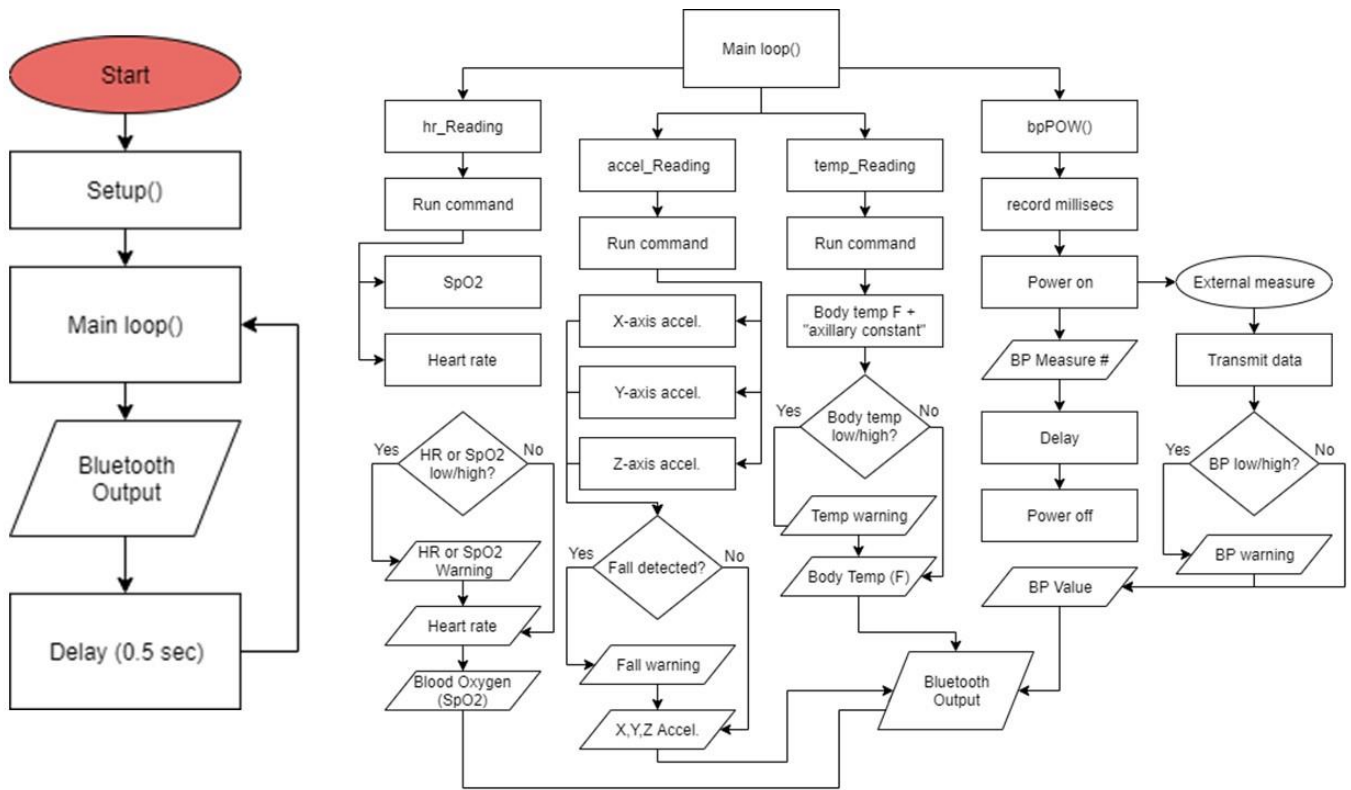 Start
Setup()
Main loop()
Bluetooth
Output
Delay (0.5 sec)
Main loop()
hr_Reading
Run command
SpO2
Heart rate
HR or SpO2
low/high?
Yes
No
HR or SpO2
Warning
Heart rate
Blood Oxygen
(SpO2)
accel_Reading
Run command
X-axis accel.
Y-axis accel.
Z-axis accel.
Fall detected?
Yes
No
Fall warning
X,Y,Z Accel.
temp_Reading
Run command
Body temp F +
"axillary constant"
Body temp
low/high?
Yes
No
Temp warning
Body Temp (F)
bpPOW()
record millisecs
Power on
BP Measure #
Delay
Power off
External measure
Transmit data
BP low/high?
Yes
No
BP warning
BP Value
Bluetooth
Output